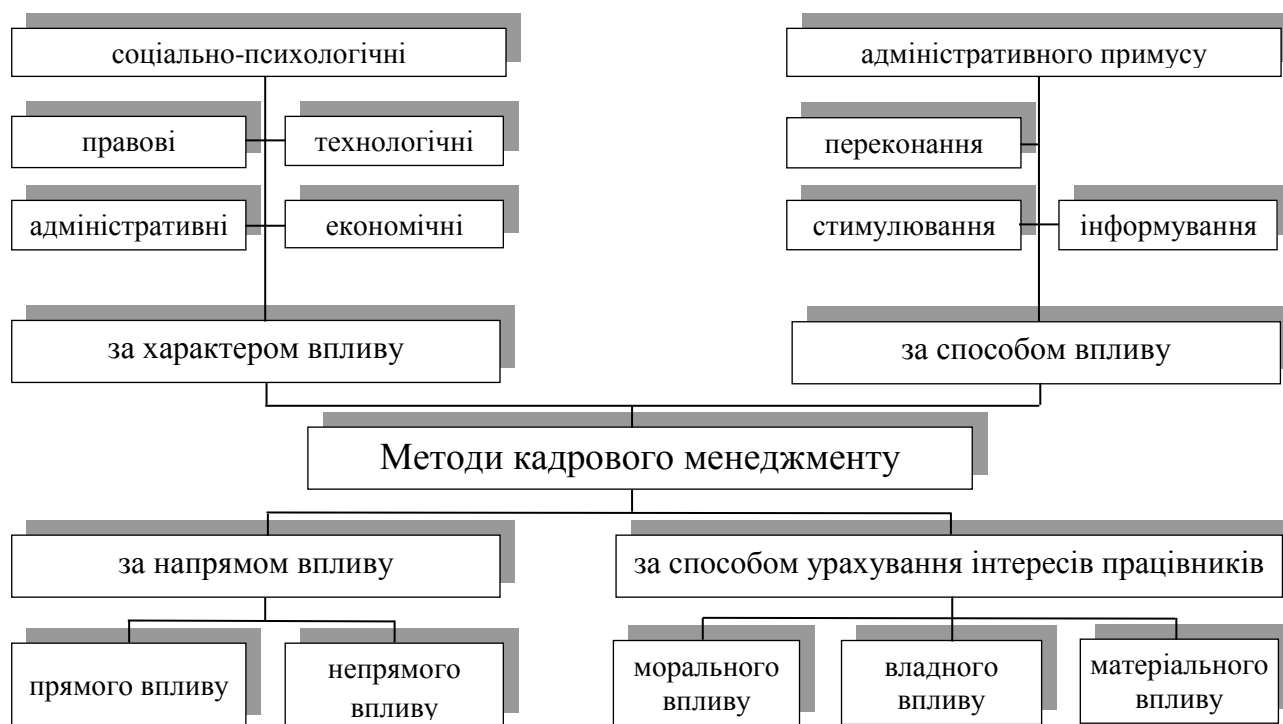 соціально-психологічні
адміністративного примусу
правові
технологічні
переконання
адміністративні
економічні
стимулювання
інформування
за характером впливу
за способом впливу
Методи кадрового менеджменту
за напрямом впливу
за способом урахування інтересів працівників
прямого впливу
непрямого
впливу
морального
впливу
владного
впливу
матеріального
впливу